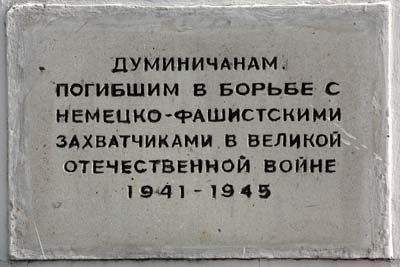 ДУМИНИЧАНАМ,
ПОГИБШИМ В БОРЬБЕ С
НЕМЕЦКО-ФАШИСТСКИМИ
ЗАХВАТЧИКАМИ В ВЕЛИКОЙ
ОТЕЧЕСТВЕННОЙ ВОЙНЕ
1941-1945